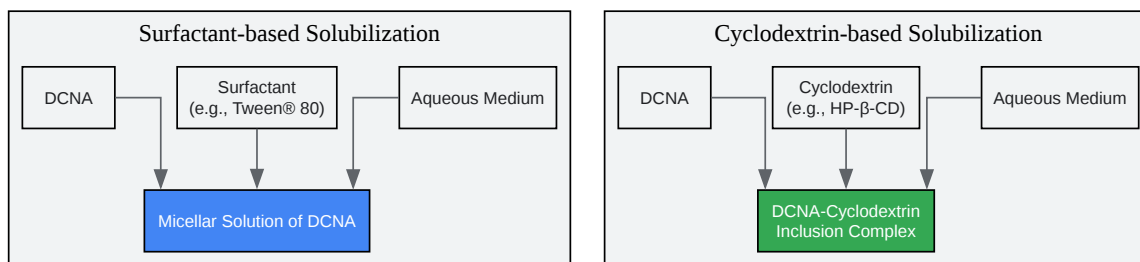 Surfactant-based Solubilization
DCNA
Surfactant
(e.g., Tween® 80)
Aqueous Medium
Micellar Solution of DCNA
Cyclodextrin-based Solubilization
DCNA
Cyclodextrin
(e.g., HP-β-CD)
Aqueous Medium
DCNA-Cyclodextrin
Inclusion Complex